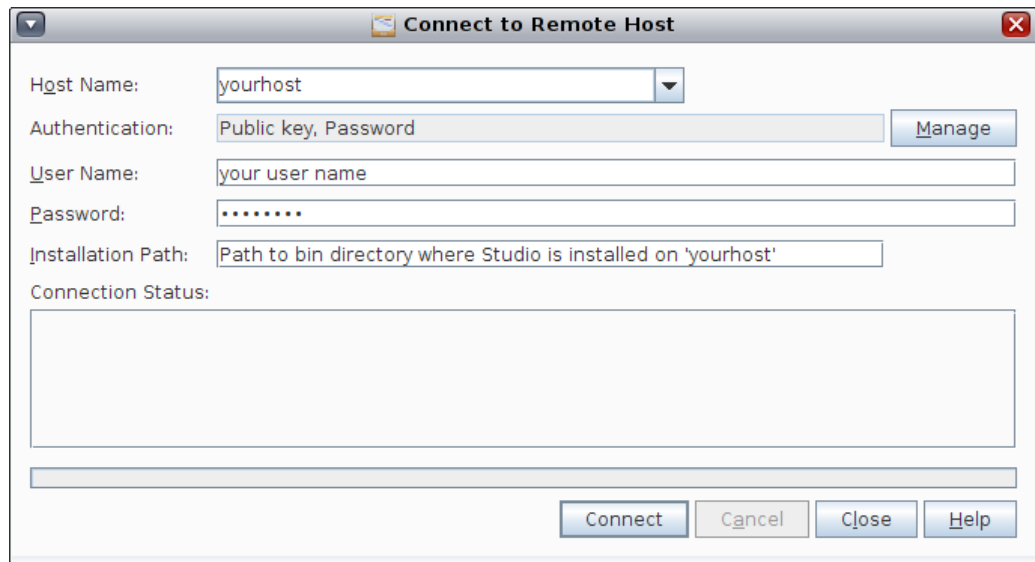 Connect to Remote Host
Host Name: yourhost
Authentication: Public key, Password Manage
User Name: your user name
Password: ••••••••
Installation Path: Path to bin directory where Studio is installed on 'yourhost'
Connection Status:
Connect Cancel Close Help